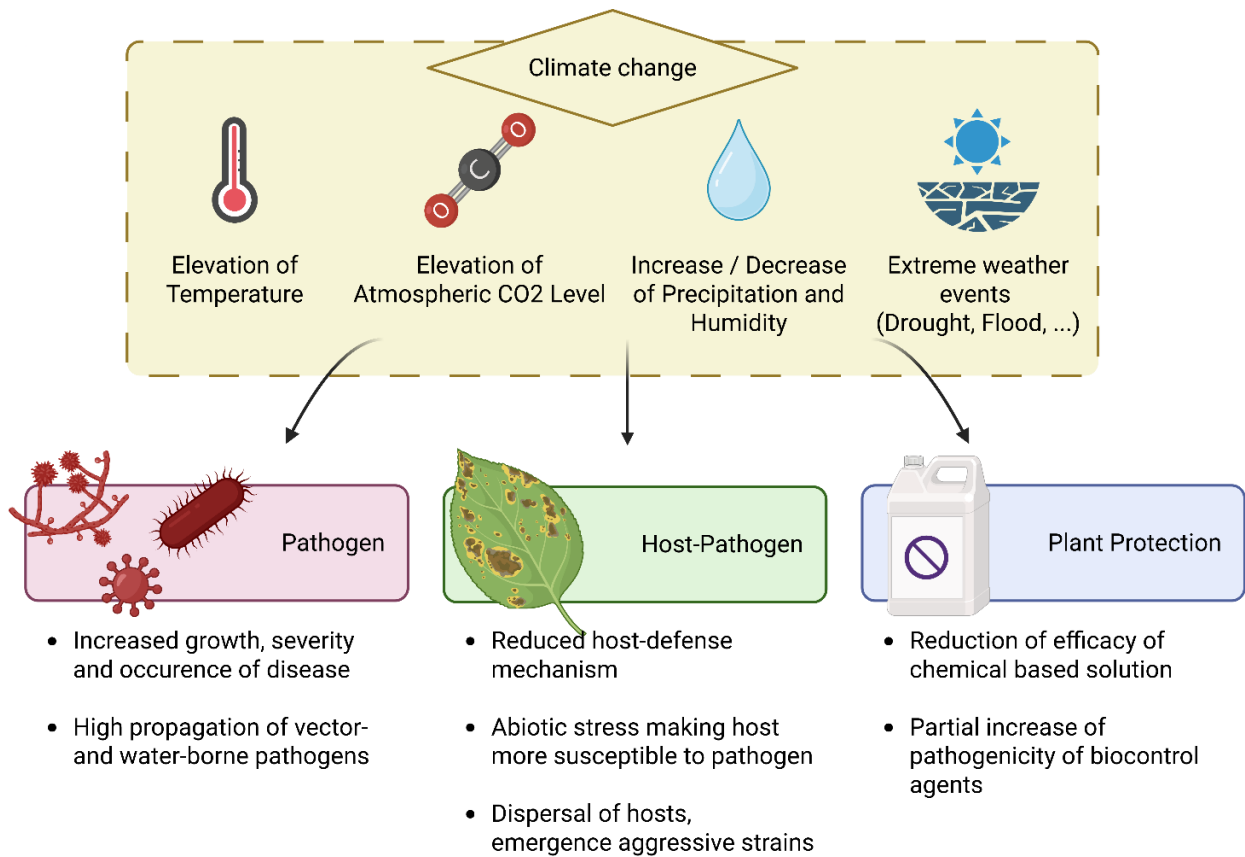 Climate change
O
C
O
Elevation of
Temperature
Elevation of
Atmospheric CO2 Level
Increase / Decrease
of Precipitation and
Humidity
Extreme weather
events
(Drought, Flood, ...)
Pathogen
• Increased growth, severity
and occurence of disease
• High propagation of vector-
and water-borne pathogens
Host-Pathogen
• Reduced host-defense
mechanism
• Abiotic stress making host
more susceptible to pathogen
• Dispersal of hosts,
emergence aggressive strains
Plant Protection
• Reduction of efficacy of
chemical based solution
• Partial increase of
pathogenicity of biocontrol
agents